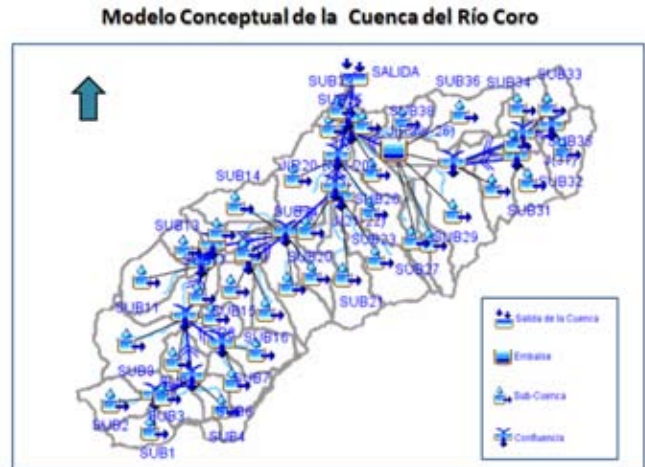 Modelo Conceptual de la Cuenca del Río Coro
SALIDA
SUB36
SUB34
SUB33
SUB38
SUB14
SUB35
SUB32
SUB31
SUB13
SUB26
SUB29
SUB23
SUB27
SUB20
SUB21
SUB11
SUB15
SUB16
SUB9
SUB7
SUB2
SUB3
SUB6
SUB4
SUB1
Salida de la Cuenca
Embalse
Sub-Cuenca
Confluencia